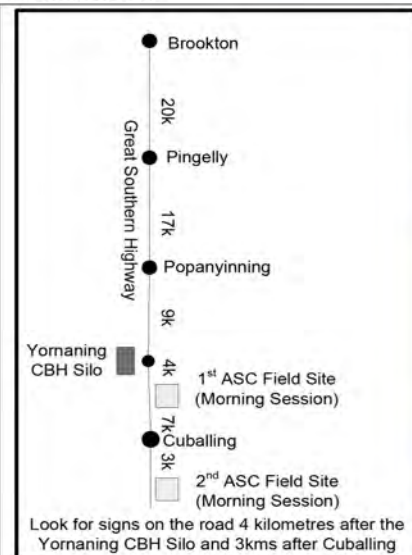 Brookton
20k
Great Southern Highway
Pingelly
17k
Popanyinning
9k
Yornaning
CBH Silo
4k
1st ASC Field Site
(Morning Session)
7k
Cuballing
3k
2nd ASC Field Site
(Morning Session)
Look for signs on the road 4 kilometres after the
Yornaning CBH Silo and 3kms after Cuballing